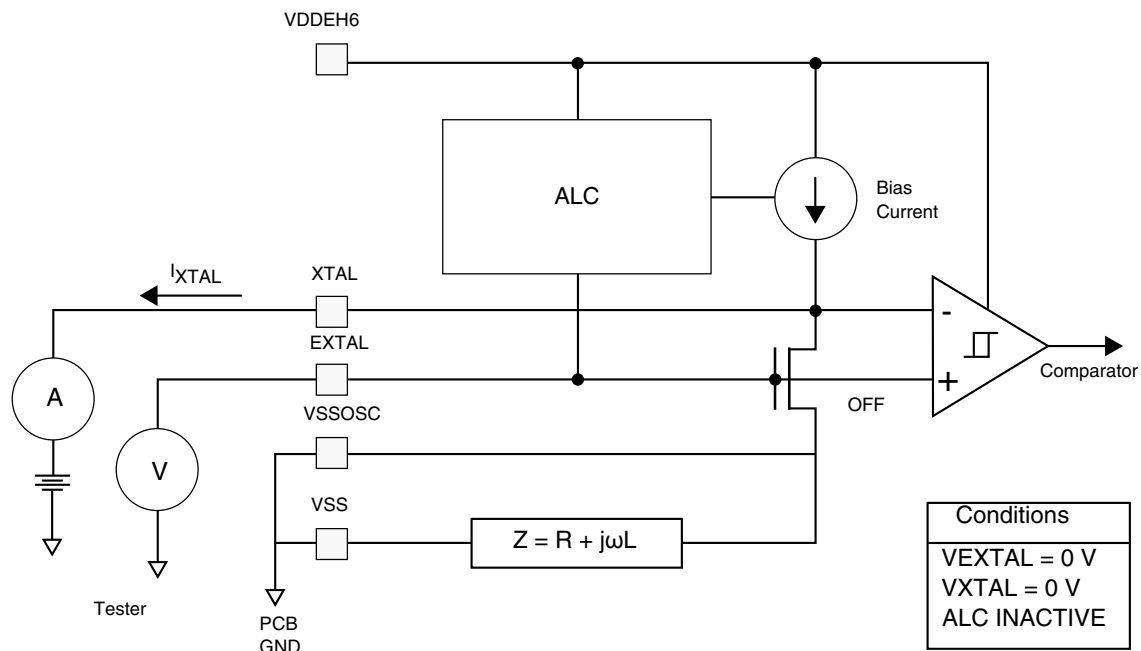 VDDEH6
ALC
Bias
Current
IXTAL
XTAL
EXTAL
-
+
Comparator
A
V
OFF
VSSOSC
VSS
Z = R + jωL
Tester
PCB
GND
Conditions
VEXTAL = 0 V
VXTAL = 0 V
ALC INACTIVE